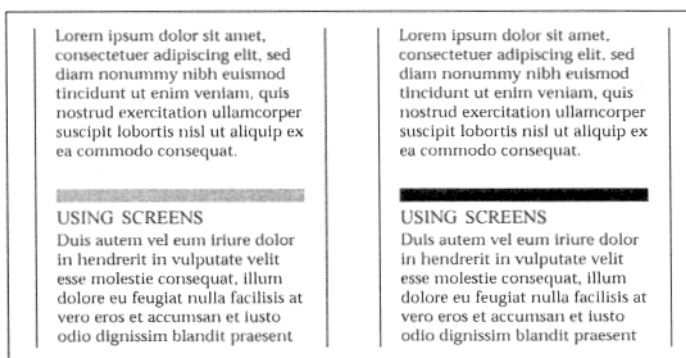 Lorem ipsum dolor sit amet,
consectetuer adipiscing elit, sed
diam nonummy nibh euismod
tincidunt ut enim veniam, quis
nostrud exercitation ullamcorper
suscipit lobortis nisl ut aliquip ex
ea commodo consequat.
USING SCREENS
Duis autem vel eum iriure dolor
in hendrerit in vulputate velit
esse molestie consequat, illum
dolore eu feugiat nulla facilisis at
vero eros et accumsan et iusto
odio dignissim blandit praesent
Lorem ipsum dolor sit amet,
consectetuer adipiscing elit, sed
diam nonummy nibh euismod
tincidunt ut enim veniam, quis
nostrud exercitation ullamcorper
suscipit lobortis nisl ut aliquip ex
ea commodo consequat.
USING SCREENS
Duis autem vel eum iriure dolor
in hendrerit in vulputate velit
esse molestie consequat, illum
dolore eu feugiat nulla facilisis at
vero eros et accumsan et iusto
odio dignissim blandit praesent